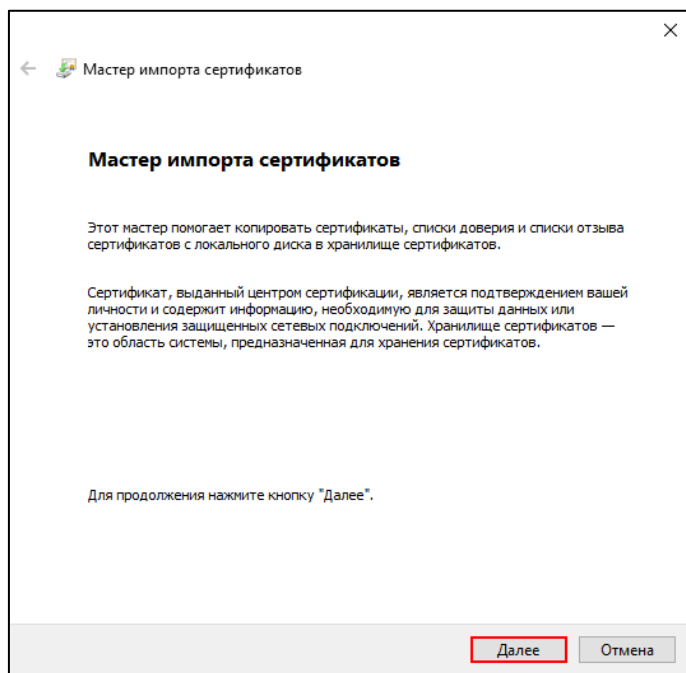 Мастер импорта сертификатов
Мастер импорта сертификатов
Этот мастер помогает копировать сертификаты, списки доверия и списки отзыва
сертификатов с локального диска в хранилище сертификатов.
Сертификат, выданный центром сертификации, является подтверждением вашей
личности и содержит информацию, необходимую для защиты данных или
установления защищенных сетевых подключений. Хранилище сертификатов —
это область системы, предназначенная для хранения сертификатов.
Для продолжения нажмите кнопку "Далее".
Далее
Отмена